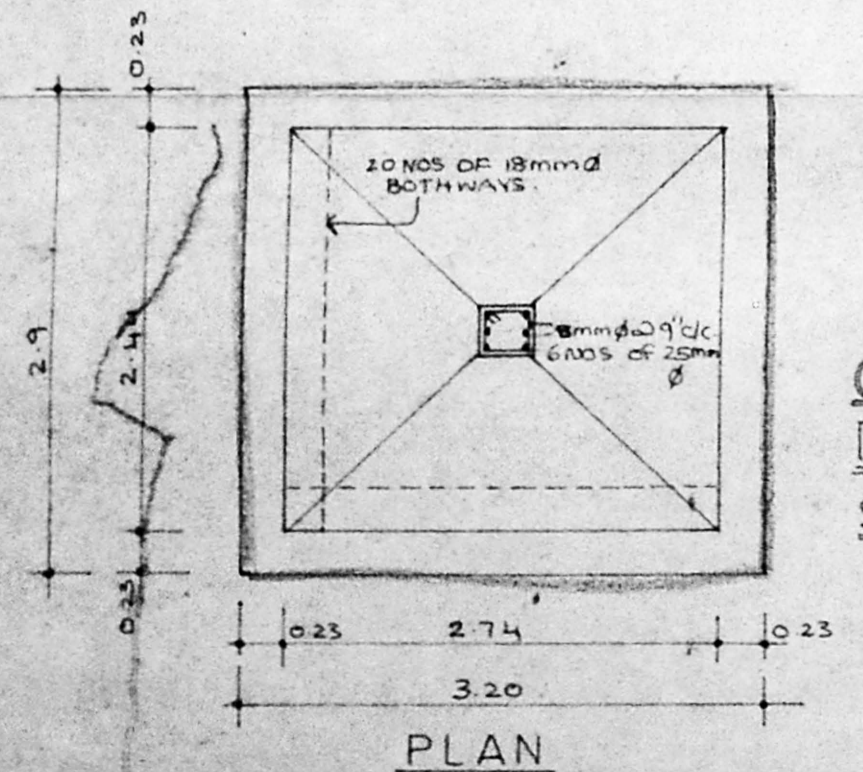 0.23
20 NOS OF 18mmØ
BOTHWAYS.
2.9
2.44
8mmØ@9"c/c.
6NOS OF 25mm
Ø
0.23
0.23
2.74
0.23
3.20
PLAN